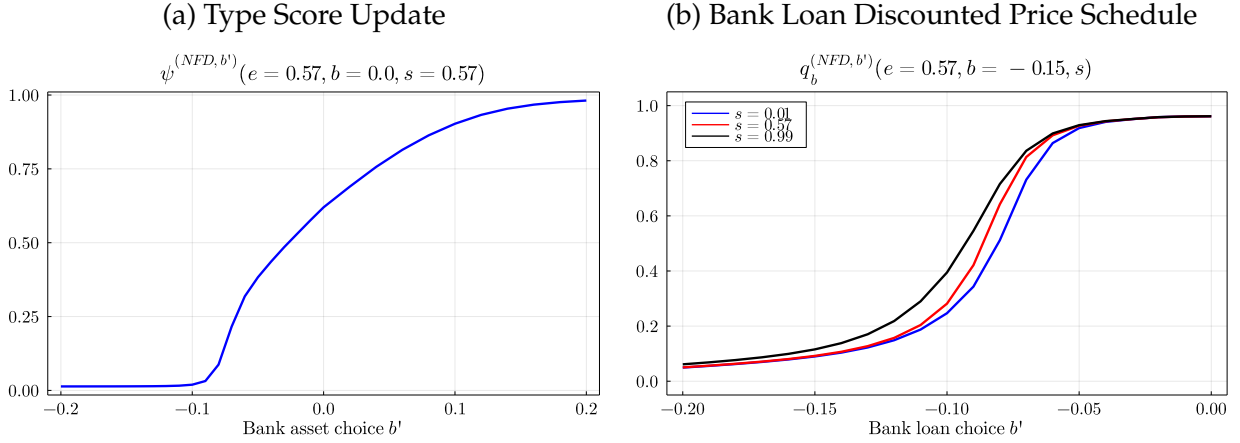 (a) Type Score Update
ψ^(NFD,b')(e = 0.57, b = 0.0, s = 0.57)
1.00
0.75
0.50
0.25
0.00
−0.2
−0.1
0.0
0.1
0.2
Bank asset choice b'
(b) Bank Loan Discounted Price Schedule
q_b^(NFD,b')(e = 0.57, b = − 0.15, s)
s = 0.01
s = 0.57
s = 0.99
1.0
0.8
0.6
0.4
0.2
0.0
−0.20
−0.15
−0.10
−0.05
0.00
Bank loan choice b'